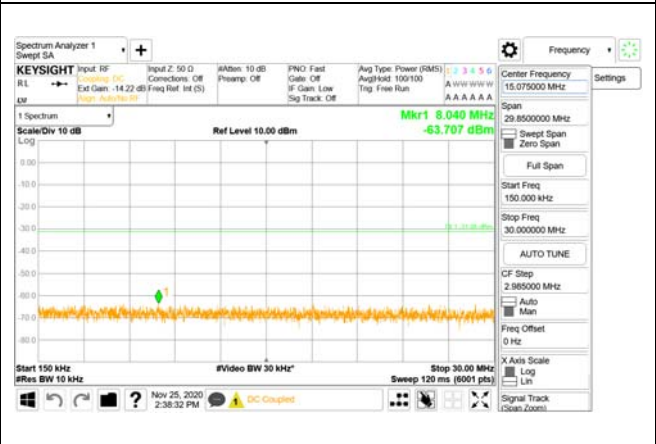 Spectrum Analyzer 1
Swept SA
Frequency
KEYSIGHT
RL
Input: RF
Coupling: DC
Ext Gain: -14.22 dB
Align: Auto/No RF
Input Z: 50 Ω
Corrections: Off
Freq Ref: Int (S)
#Atten: 10 dB
Preamp: Off
PNO: Fast
Gate: Off
IF Gain: Low
Sig Track: Off
Avg Type: Power (RMS)
Avg|Hold: 100/100
Trig: Free Run
1 2 3 4 5 6
A W W W W W
A A A A A A
1 Spectrum
Scale/Div 10 dB
Log
Ref Level 10.00 dBm
Mkr1 8.040 MHz
-63.707 dBm
0.00
-10.0
-20.0
-30.0
-40.0
-50.0
-60.0
-70.0
-80.0
1
Start 150 kHz
#Res BW 10 kHz
#Video BW 30 kHz*
Stop 30.00 MHz
Sweep 120 ms (6001 pts)
Nov 25, 2020
2:38:32 PM
DC Coupled
Center Frequency
15.075000 MHz
Settings
Span
29.8500000 MHz
Swept Span
Zero Span
Full Span
Start Freq
150.000 kHz
Stop Freq
30.000000 MHz
AUTO TUNE
CF Step
2.985000 MHz
Auto
Man
Freq Offset
0 Hz
X Axis Scale
Log
Lin
Signal Track
(Span Zoom)